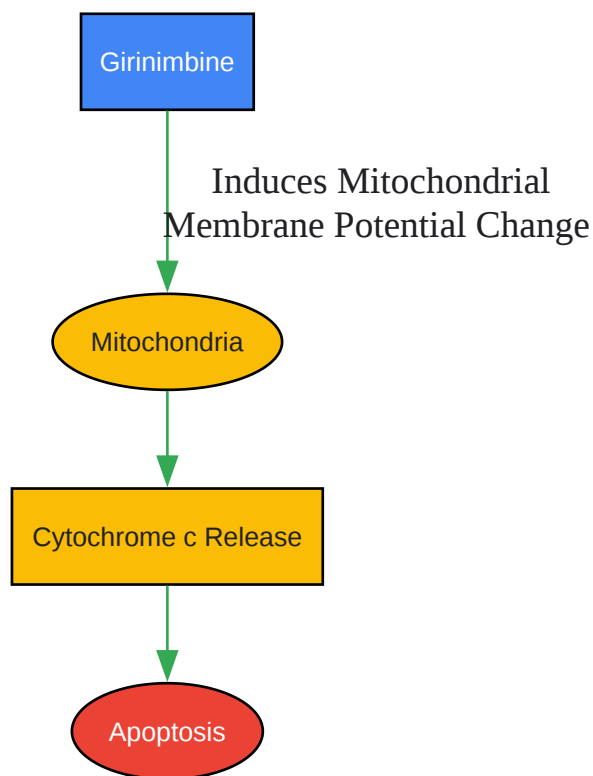 Girinimbine
Induces Mitochondrial
Membrane Potential Change
Mitochondria
Cytochrome c Release
Apoptosis